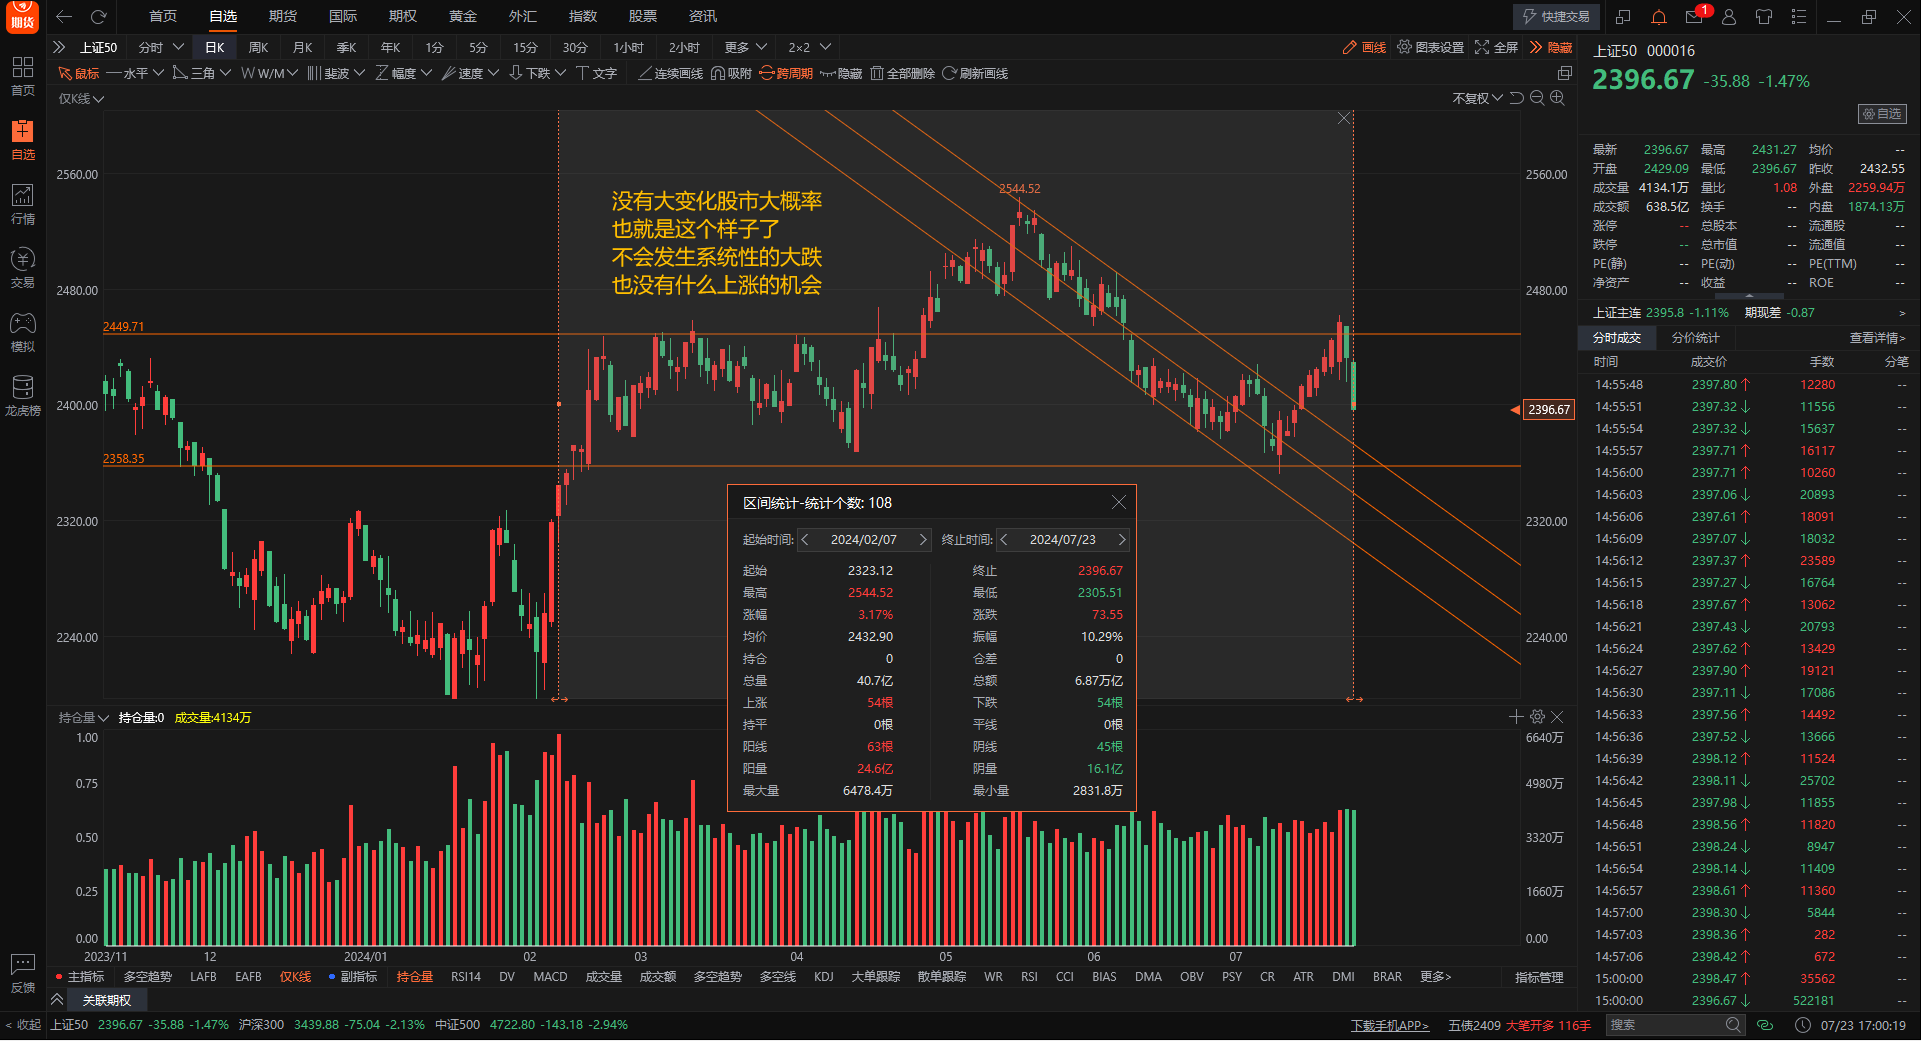 期货
首页 自选 期货 国际 期权 黄金 外汇 指数 股票 资讯
快捷交易 1
上证50 分时 日K 周K 月K 季K 年K 1分 5分 15分 30分 1小时 2小时 更多 2×2
画线 图表设置 全屏 隐藏
鼠标 水平 三角 W/M 斐波 幅度 速度 下跌 文字 连续画线 吸附 跨周期 隐藏 全部删除 刷新画线
仅K线
不复权
首页
自选
行情
交易
模拟
龙虎榜
反馈
< 收起
没有大变化股市大概率
也就是这个样子了
不会发生系统性的大跌
也没有什么上涨的机会
2544.52
2449.71
2358.35
2560.00 2560.00
2480.00 2480.00
2400.00
2396.67
2320.00 2320.00
2240.00 2240.00
区间统计-统计个数: 108
起始时间: 2024/02/07 终止时间: 2024/07/23
起始 2323.12 终止 2396.67
最高 2544.52 最低 2305.51
涨幅 3.17% 涨跌 73.55
均价 2432.90 振幅 10.29%
持仓 0 仓差 0
总量 40.7亿 总额 6.87万亿
上涨 54根 下跌 54根
持平 0根 平线 0根
阳线 63根 阴线 45根
阳量 24.6亿 阴量 16.1亿
最大量 6478.4万 最小量 2831.8万
持仓量 持仓量:0 成交量:4134万
1.00 6640万
0.75 4980万
0.50 3320万
0.25 1660万
0.00 0.00
2023/11 12 2024/01 02 03 04 05 06 07
主指标 多空趋势 LAFB EAFB 仅K线 副指标 持仓量 RSI14 DV MACD 成交量 成交额 多空趋势 多空线 KDJ 大单跟踪 散单跟踪 WR RSI CCI BIAS DMA OBV PSY CR ATR DMI BRAR 更多> 指标管理
关联期权
上证50 2396.67 -35.88 -1.47% 沪深300 3439.88 -75.04 -2.13% 中证500 4722.80 -143.18 -2.94%
下载手机APP> 五债2409 大笔开多 116手 搜索 07/23 17:00:19
上证50 000016
2396.67 -35.88 -1.47%
自选
最新 2396.67 最高 2431.27 均价 --
开盘 2429.09 最低 2396.67 昨收 2432.55
成交量 4134.1万 量比 1.08 外盘 2259.94万
成交额 638.5亿 换手 -- 内盘 1874.13万
涨停 -- 总股本 -- 流通股 --
跌停 -- 总市值 -- 流通值 --
PE(静) -- PE(动) -- PE(TTM) --
净资产 -- 收益 -- ROE --
上证主连 2395.8 -1.11% 期现差 -0.87 >
分时成交 分价统计 查看详情>
时间 成交价 手数 分笔
14:55:48 2397.80↑ 12280 --
14:55:51 2397.32↓ 11556 --
14:55:54 2397.32↓ 15637 --
14:55:57 2397.71↑ 16117 --
14:56:00 2397.71↑ 10260 --
14:56:03 2397.06↓ 20893 --
14:56:06 2397.61↑ 18091 --
14:56:09 2397.07↓ 18032 --
14:56:12 2397.37↑ 23589 --
14:56:15 2397.27↓ 16764 --
14:56:18 2397.67↑ 13062 --
14:56:21 2397.43↓ 20793 --
14:56:24 2397.62↑ 13429 --
14:56:27 2397.90↑ 19121 --
14:56:30 2397.11↓ 17086 --
14:56:33 2397.56↑ 14492 --
14:56:36 2397.52↓ 13666 --
14:56:39 2398.12↑ 11524 --
14:56:42 2398.11↓ 25702 --
14:56:45 2397.98↓ 11855 --
14:56:48 2398.56↑ 11820 --
14:56:51 2398.24↓ 8947 --
14:56:54 2398.14↓ 11409 --
14:56:57 2398.61↑ 11360 --
14:57:00 2398.30↓ 5844 --
14:57:03 2398.36↑ 282 --
14:57:06 2398.42↑ 672 --
15:00:00 2398.47↑ 35562 --
15:00:00 2396.67↓ 522181 --